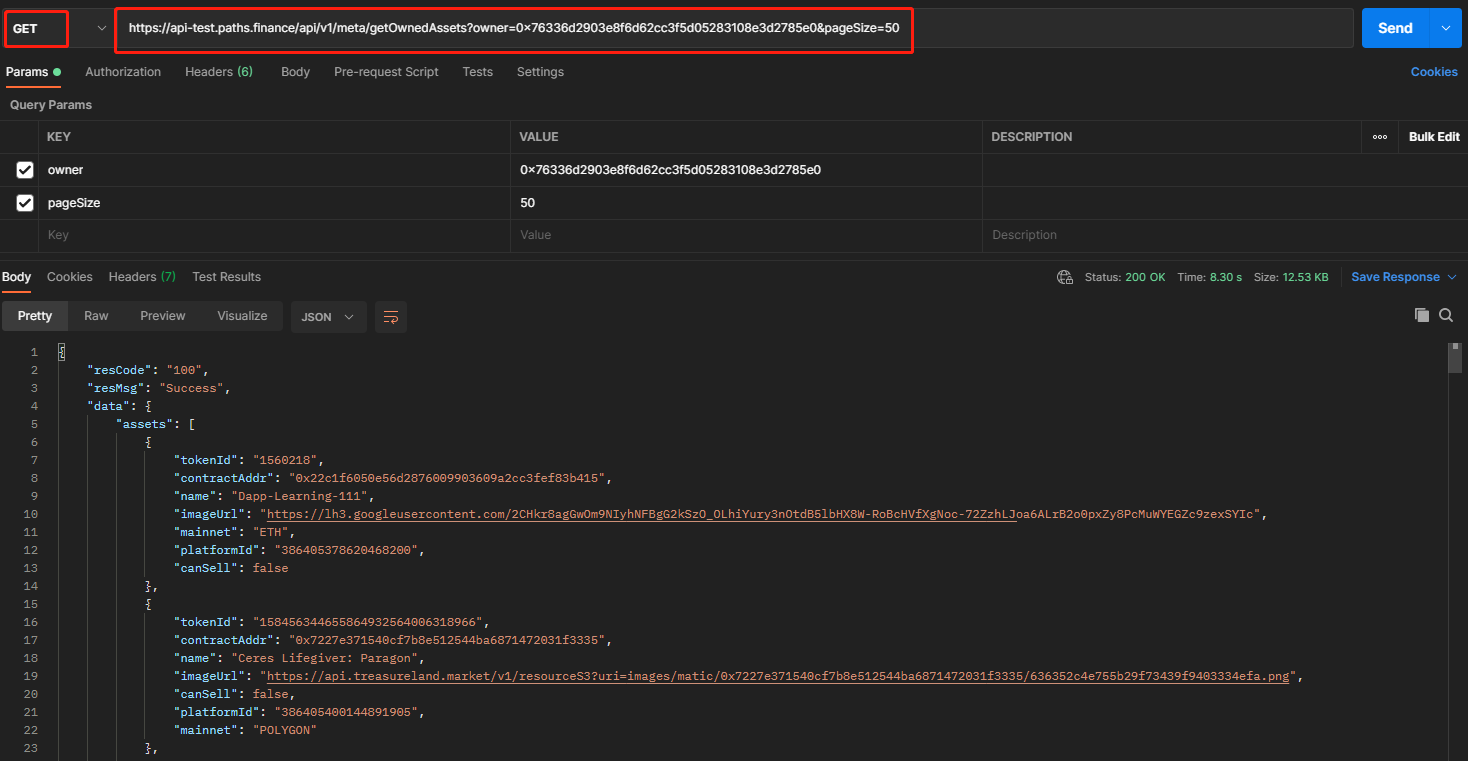 GET
https://api-test.paths.finance/api/v1/meta/getOwnedAssets?owner=0x76336d2903e8f6d62cc3f5d05283108e3d2785e0&pageSize=50
Send
Params
Authorization
Headers (6)
Body
Pre-request Script
Tests
Settings
Cookies
Query Params
KEY
VALUE
DESCRIPTION
Bulk Edit
owner
0x76336d2903e8f6d62cc3f5d05283108e3d2785e0
pageSize
50
Key
Value
Description
Body
Cookies
Headers (7)
Test Results
Status: 200 OK
Time: 8.30 s
Size: 12.53 KB
Save Response
Pretty
Raw
Preview
Visualize
JSON
1 {
2 "resCode": "100",
3 "resMsg": "Success",
4 "data": {
5 "assets": [
6 {
7 "tokenId": "1560218",
8 "contractAddr": "0x22c1f6050e56d2876009903609a2cc3fef83b415",
9 "name": "Dapp-Learning-111",
10 "imageUrl": "https://lh3.googleusercontent.com/2CHkr8agGwOm9NIyhNFBgG2kSzO_OLhiYury3nOtdB5lbHX8W-RoBcHVfXgNoc-72ZzhLJoa6ALrB2o0pxZy8PcMuWYEGZc9zexSYIc",
11 "mainnet": "ETH",
12 "platformId": "386405378620468200",
13 "canSell": false
14 },
15 {
16 "tokenId": "158456344655864932564006318966",
17 "contractAddr": "0x7227e371540cf7b8e512544ba6871472031f3335",
18 "name": "Ceres Lifegiver: Paragon",
19 "imageUrl": "https://api.treasureland.market/v1/resourceS3?uri=images/matic/0x7227e371540cf7b8e512544ba6871472031f3335/636352c4e755b29f73439f9403334efa.png",
20 "canSell": false,
21 "platformId": "386405400144891905",
22 "mainnet": "POLYGON"
23 },